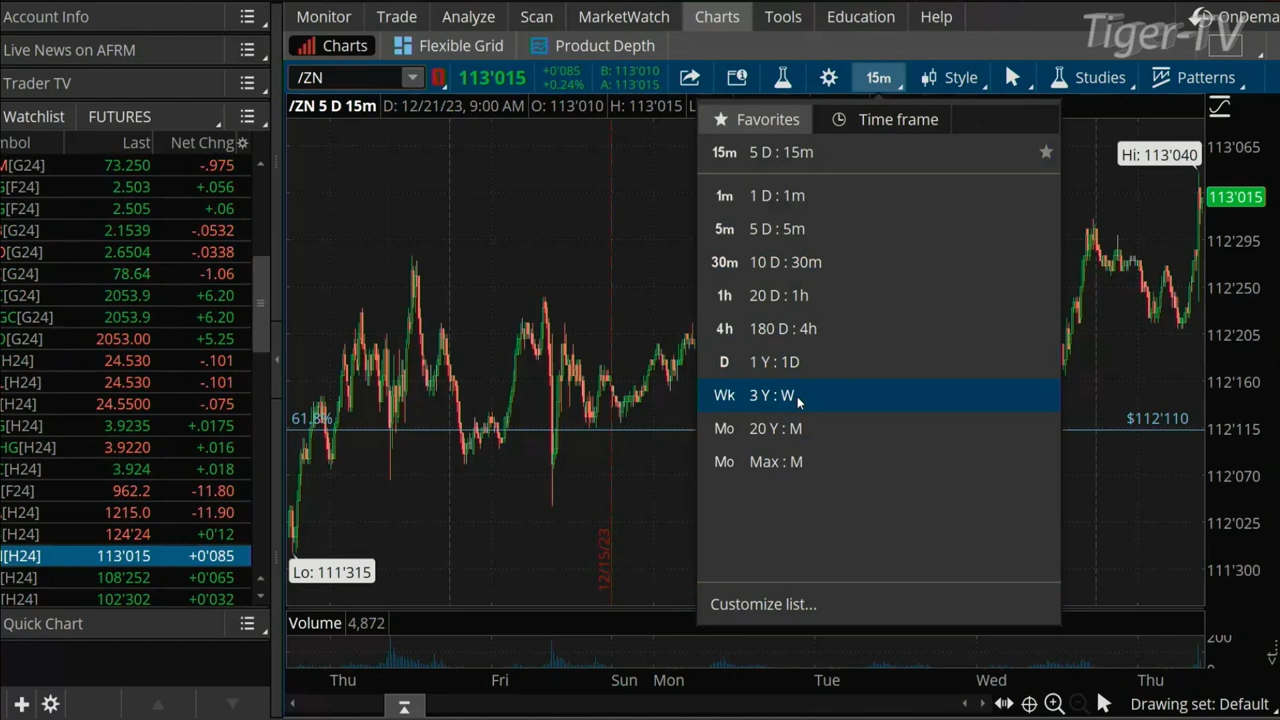 Account Info
Live News on AFRM
Trader TV
Watchlist FUTURES
mbol Last Net Chng
M[G24] 73.250 -.975
G[F24] 2.503 +.056
G[F24] 2.505 +.06
G[G24] 2.1539 -.0532
D[G24] 2.6504 -.0338
[G24] 78.64 -1.06
C[G24] 2053.9 +6.20
GC[G24] 2053.9 +6.20
D[G24] 2053.00 +5.25
[H24] 24.530 -.101
L[H24] 24.530 -.101
[H24] 24.5500 -.075
G[H24] 3.9205 +.0175
HG[H24] 3.9220 +.016
[H24] 3.924 +.018
[F24] 962.2 -11.80
A[H24] 1215.0 -11.90
[H24] 124'24 +0'12
[H24] 113'015 +0'085
[H24] 108'252 +0'065
[H24] 102'302 +0'032
Quick Chart
Monitor Trade Analyze Scan MarketWatch Charts Tools Education Help OnDema
Tiger-TV
Charts Flexible Grid Product Depth
/ZN 113'015 +0'085 +0.24% B: 113'010 A: 113'015 15m Style Studies Patterns
/ZN 5 D 15m D: 12/21/23, 9:00 AM O: 113'010 H: 113'015 L
Favorites Time frame
15m 5 D : 15m
1m 1 D : 1m
5m 5 D : 5m
30m 10 D : 30m
1h 20 D : 1h
4h 180 D : 4h
D 1 Y : 1D
Wk 3 Y : W
Mo 20 Y : M
Mo Max : M
Customize list...
61.8%
$112'110
12/15/23
Lo: 111'315
Hi: 113'040
113'065
113'015
112'295
112'250
112'205
112'160
112'115
112'070
112'025
111'300
Volume 4,872
200
0
Thu Fri Sun Mon Tue Wed Thu
Drawing set: Default